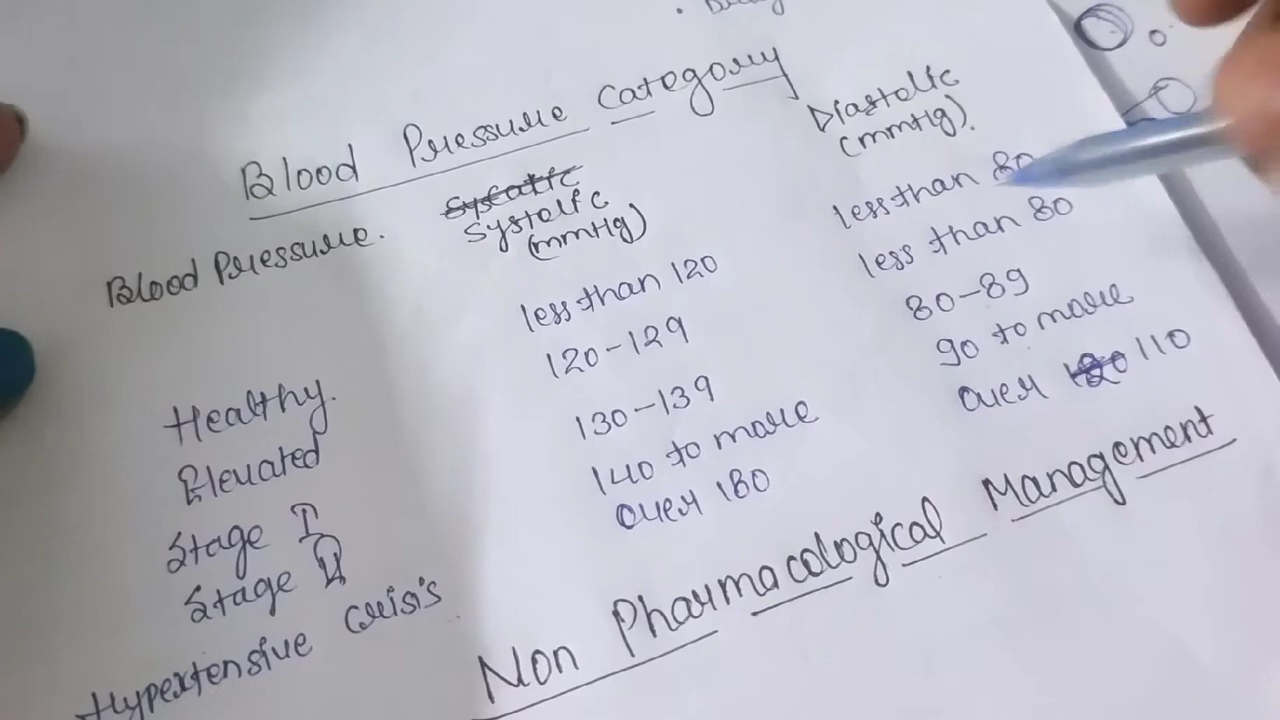 Blood Pressure Category
Blood Pressure. Systolic (mmHg) Diastolic (mmHg).
Healthy. less than 120 less than 80
Elevated 120-129 less than 80
Stage I 130-139 80-89
Stage II 140 to more 90 to more
Hypertensive crisis over 180 over 110
Non Pharmacological Management